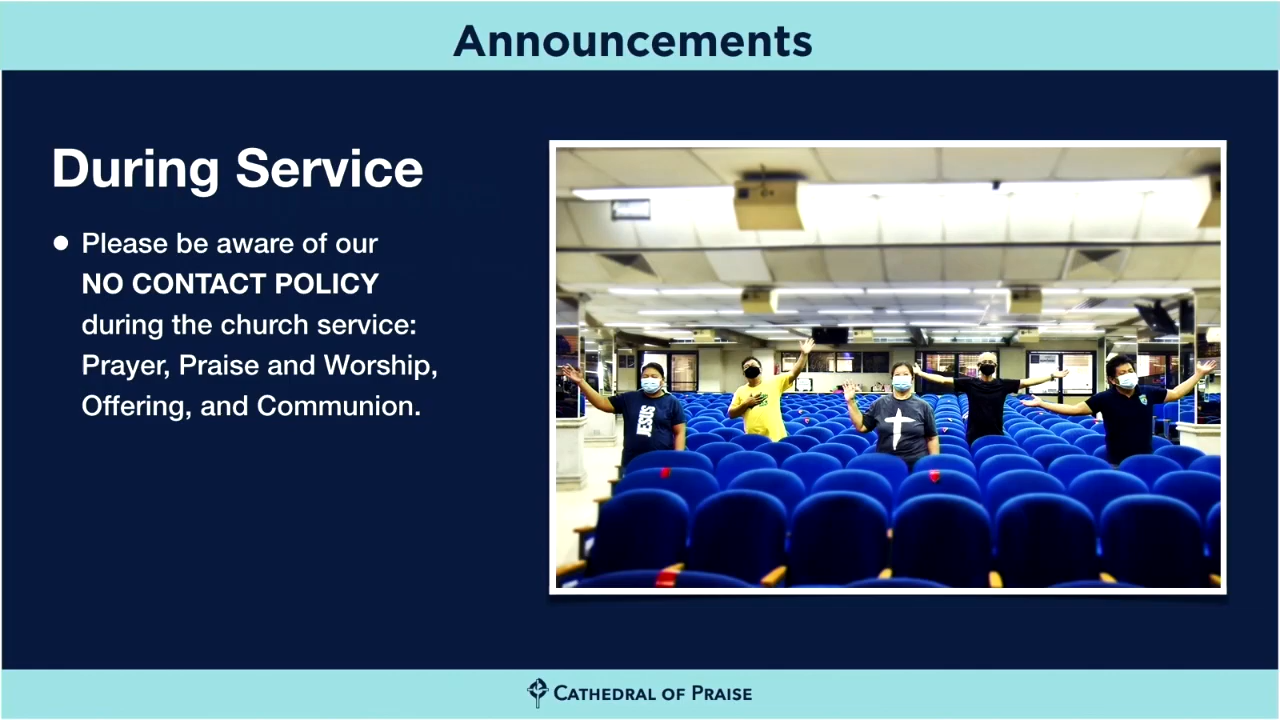 Announcements
During Service
● Please be aware of our
NO CONTACT POLICY
during the church service:
Prayer, Praise and Worship,
Offering, and Communion.
JESUS
CATHEDRAL OF PRAISE